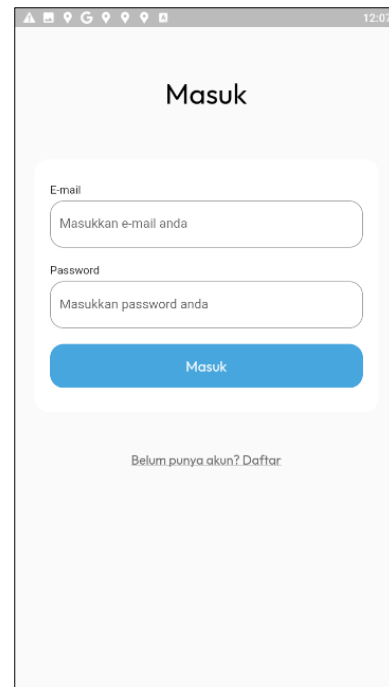 12:07
Masuk
E-mail
Masukkan e-mail anda
Password
Masukkan password anda
Masuk
Belum punya akun? Daftar